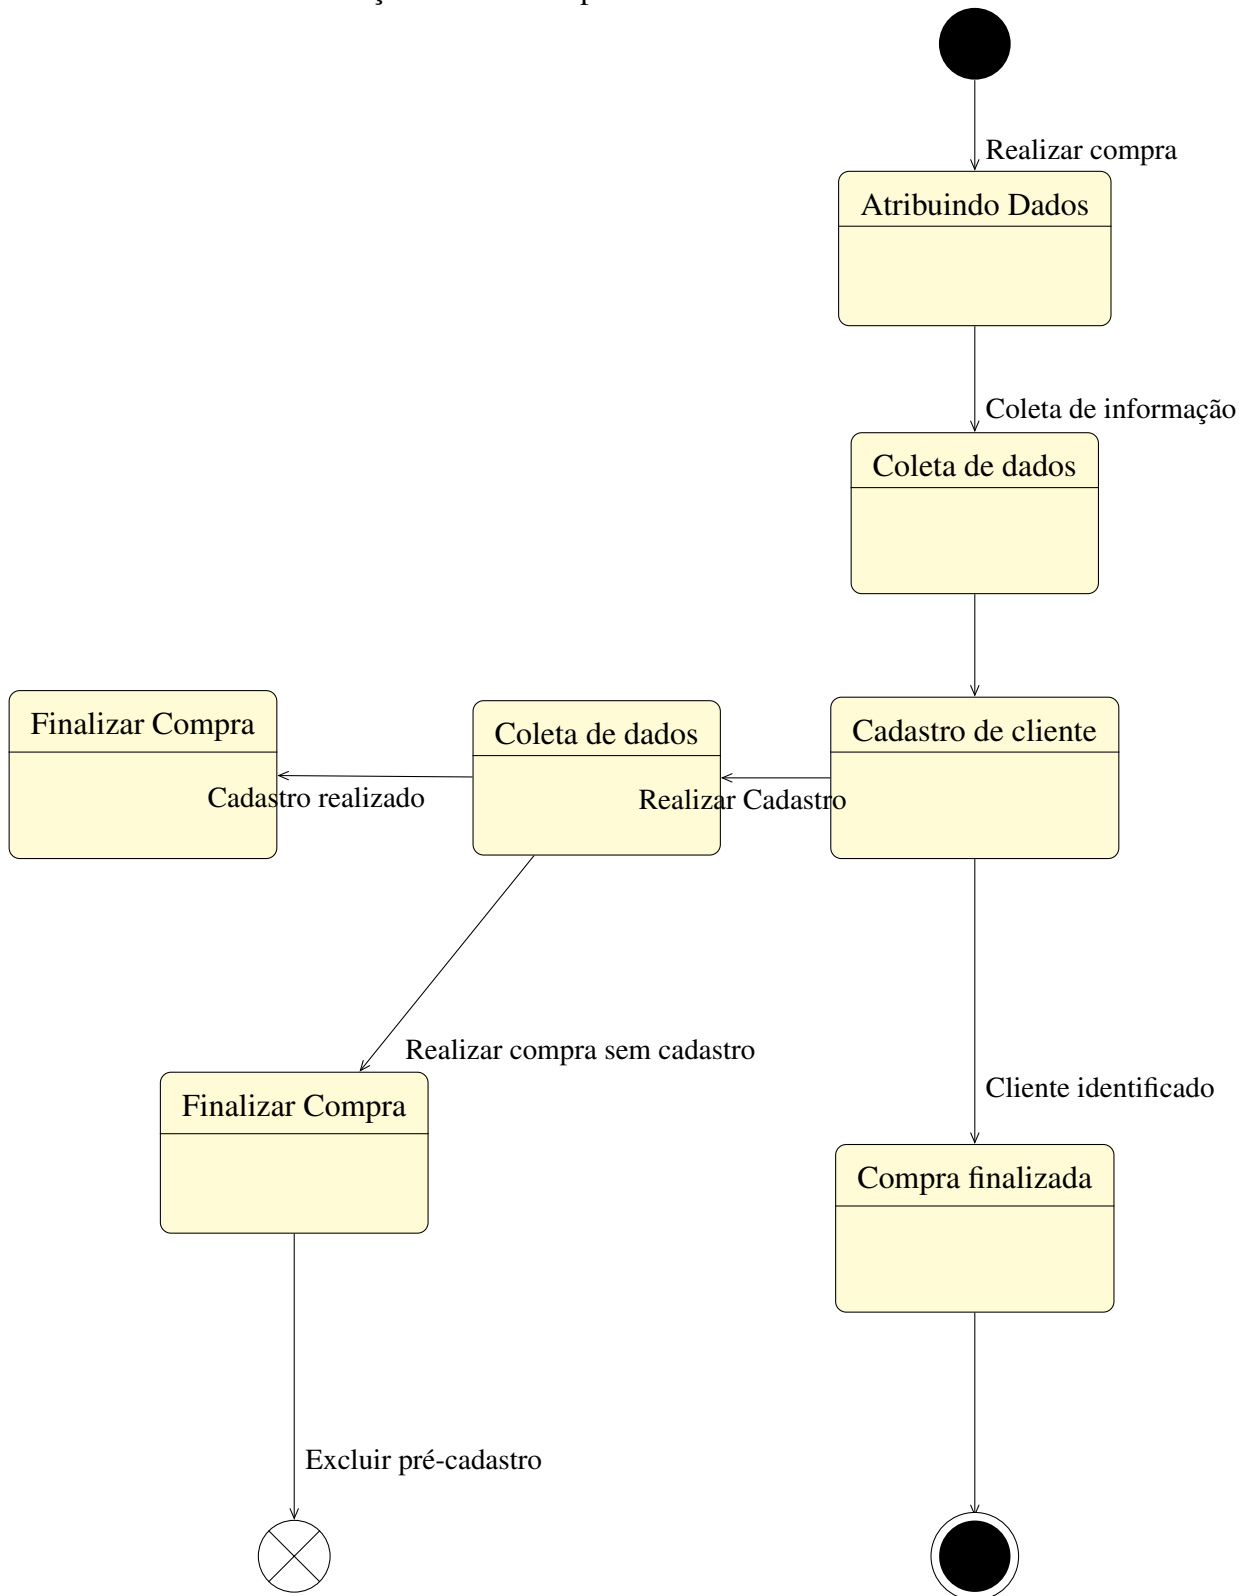 Realizar compra
Atribuindo Dados
Coleta de informação
Coleta de dados
Finalizar Compra
Coleta de dados
Cadastro de cliente
Cadastro realizado
Realizar Cadastro
Realizar compra sem cadastro
Finalizar Compra
Cliente identificado
Compra finalizada
Excluir pré-cadastro